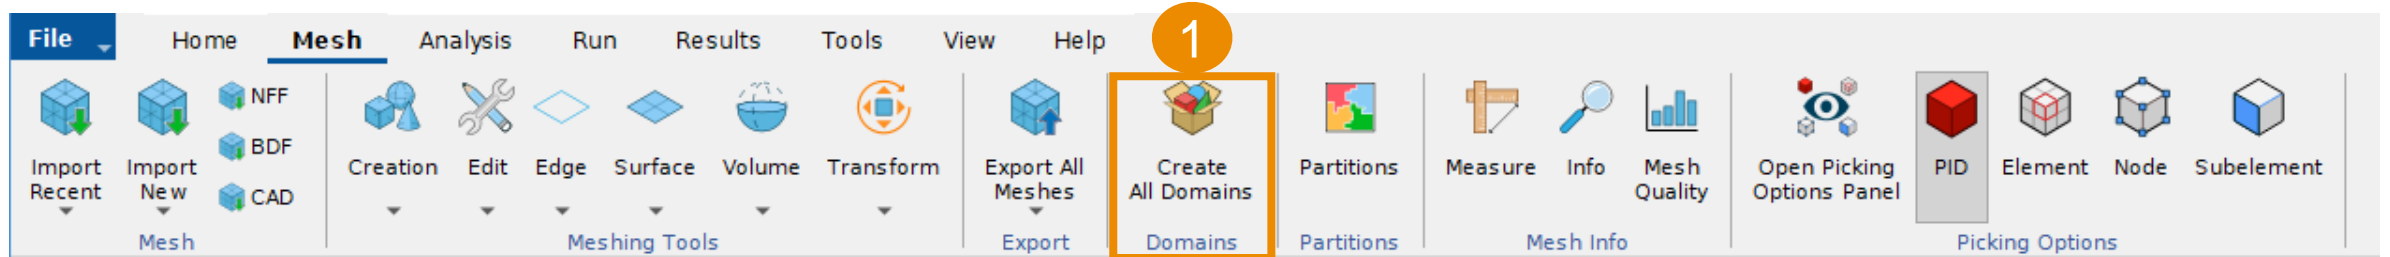 File Home Mesh Analysis Run Results Tools View Help 1
Import Recent
Import New
NFF
BDF
CAD
Mesh
Creation
Edit
Edge
Surface
Volume
Transform
Meshing Tools
Export All
Meshes
Export
Create
All Domains
Domains
Partitions
Partitions
Measure
Info
Mesh
Quality
Mesh Info
Open Picking
Options Panel
PID
Element
Node
Subelement
Picking Options